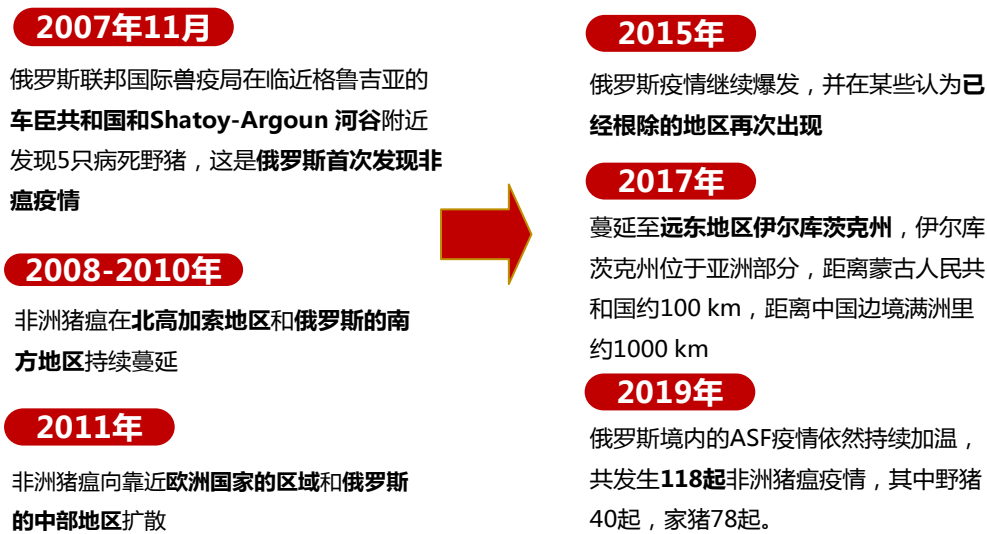 2007年11月
俄罗斯联邦国际兽疫局在临近格鲁吉亚的
车臣共和国和Shatoy-Argoun 河谷附近
发现5只病死野猪，这是俄罗斯首次发现非
瘟疫情
2008-2010年
非洲猪瘟在北高加索地区和俄罗斯的南
方地区持续蔓延
2011年
非洲猪瘟向靠近欧洲国家的区域和俄罗斯
的中部地区扩散
2015年
俄罗斯疫情继续爆发，并在某些认为已
经根除的地区再次出现
2017年
蔓延至远东地区伊尔库茨克州，伊尔库
茨克州位于亚洲部分，距离蒙古人民共
和国约100 km，距离中国边境满洲里
约1000 km
2019年
俄罗斯境内的ASF疫情依然持续加温，
共发生118起非洲猪瘟疫情，其中野猪
40起，家猪78起。